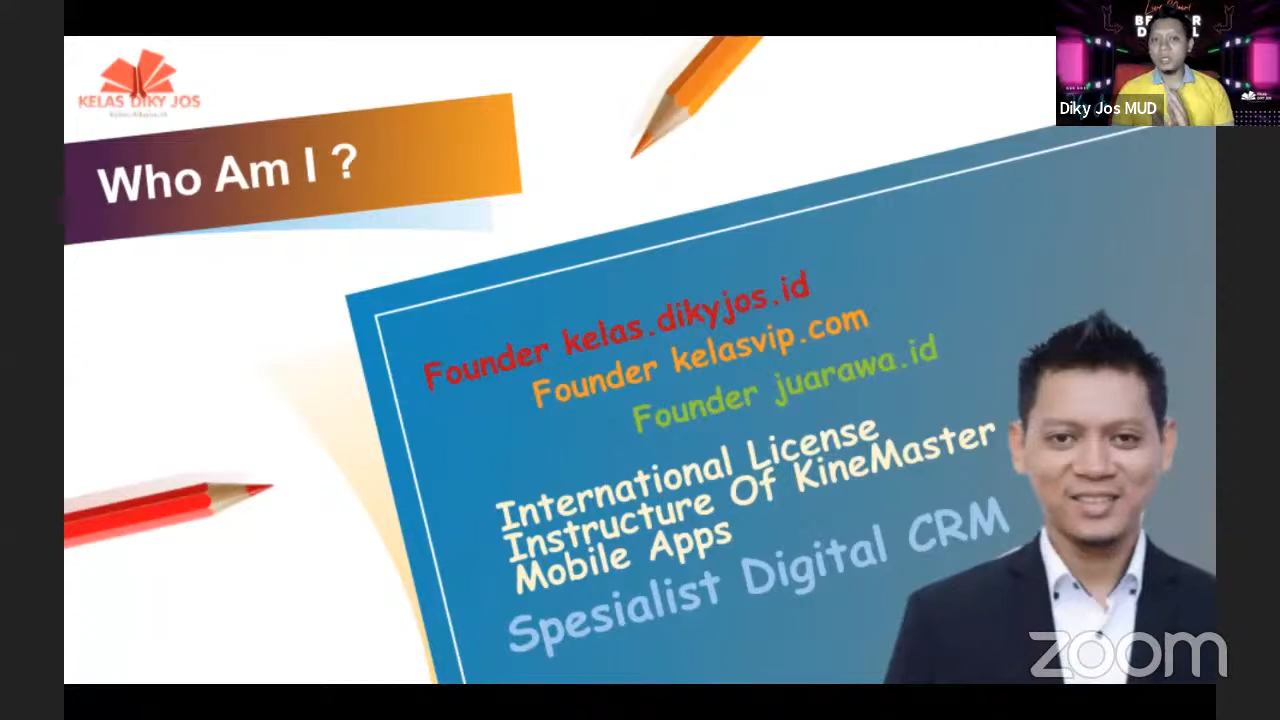 KELAS DIKY JOS
Who Am I ?
Diky Jos MUD
Founder kelas.dikyjos.id
Founder kelasvip.com
Founder juarawa.id
International License
Instructure Of KineMaster
Mobile Apps
Spesialist Digital CRM
zoom